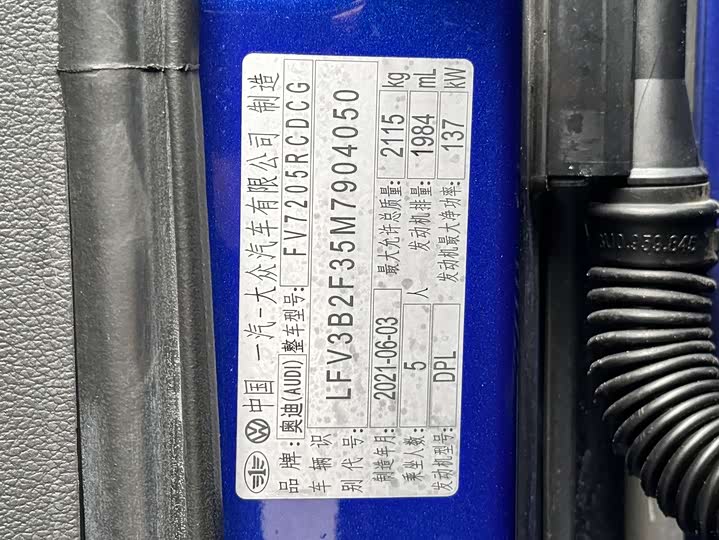 中国 一汽-大众汽车有限公司 制造
品牌: 奥迪(AUDI) 整车型号: FV7205RCDCG
车辆识别代号: LFV3B2F35M7904050
制造年月: 2021-06-03 最大允许总质量: 2115 kg
乘坐人数: 5 人 发动机排量: 1984 mL
发动机型号: DPL 发动机最大净功率: 137 kW